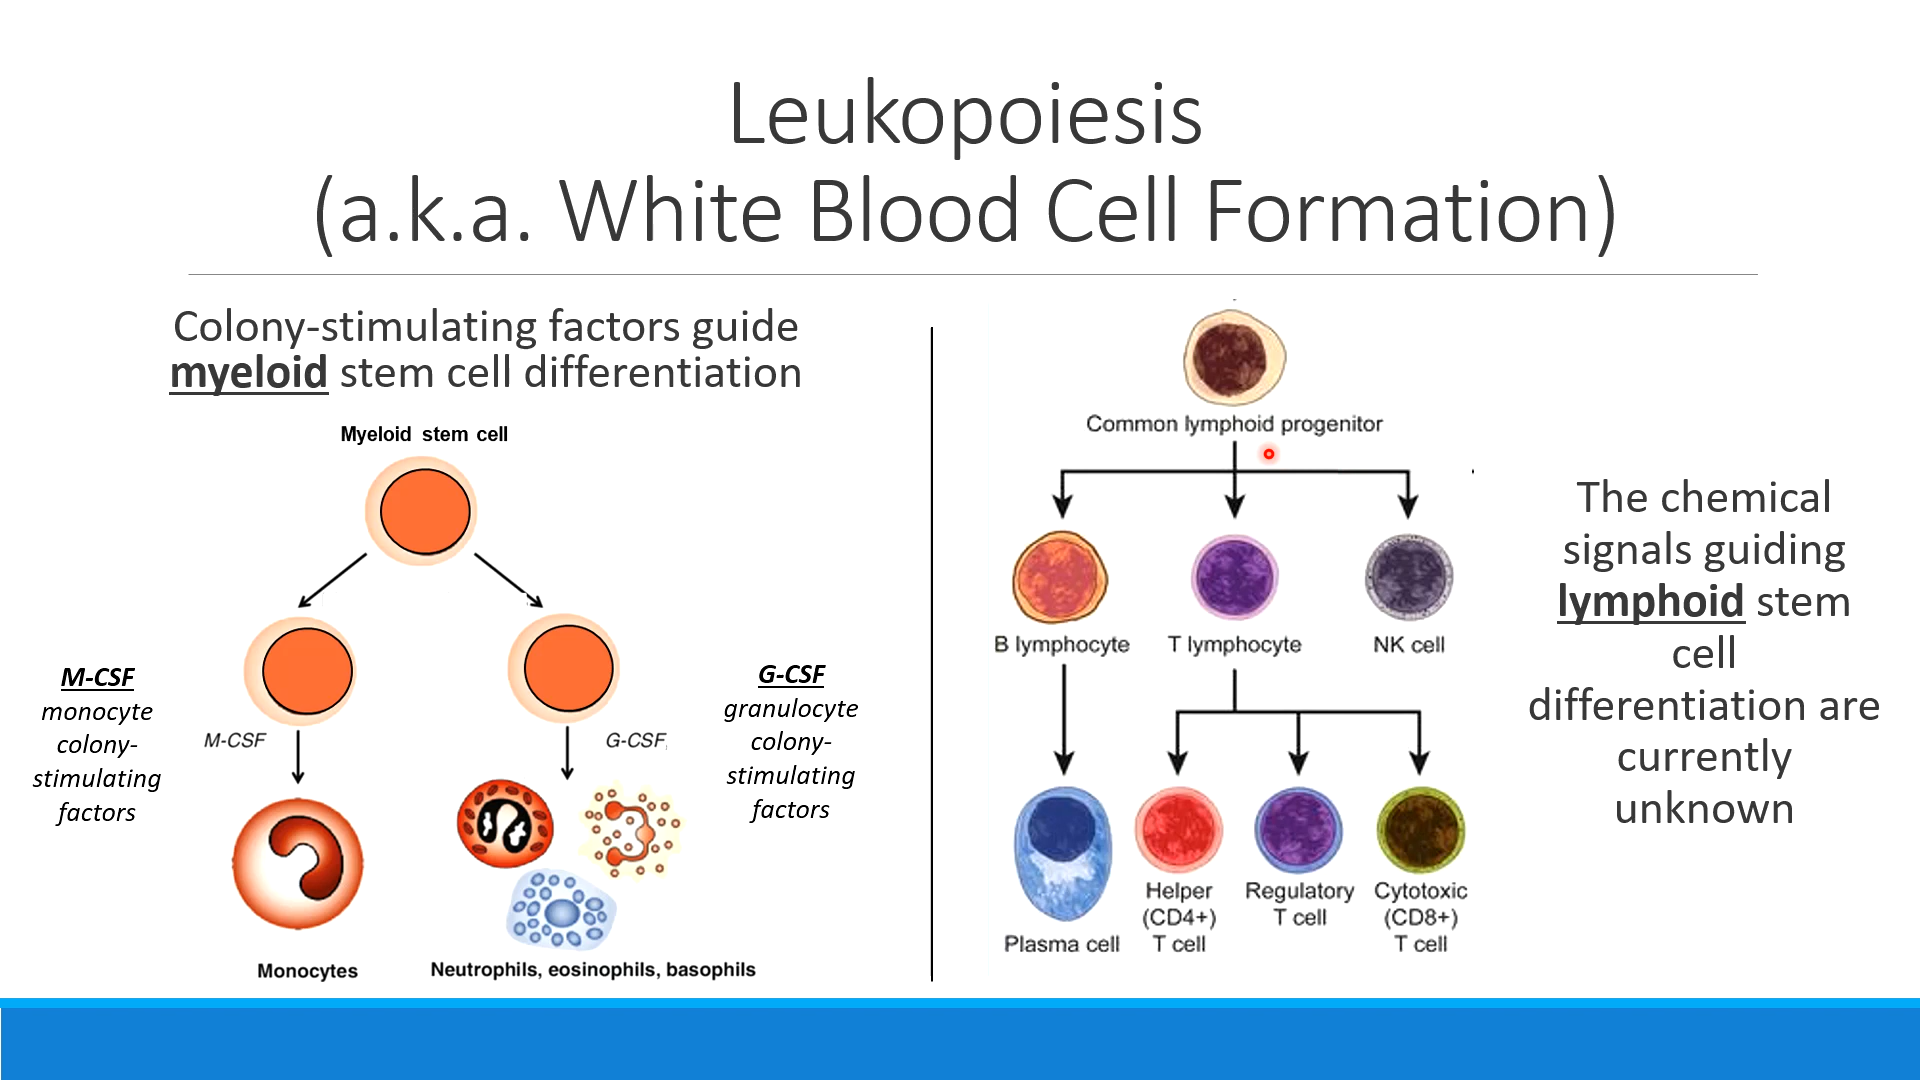 Leukopoiesis
(a.k.a. White Blood Cell Formation)
Colony-stimulating factors guide
myeloid stem cell differentiation
Myeloid stem cell
M-CSF
monocyte
colony-
stimulating
factors
M-CSF
G-CSF
G-CSF
granulocyte
colony-
stimulating
factors
Monocytes
Neutrophils, eosinophils, basophils
Common lymphoid progenitor
B lymphocyte
T lymphocyte
NK cell
Plasma cell
Helper
(CD4+)
T cell
Regulatory
T cell
Cytotoxic
(CD8+)
T cell
The chemical
signals guiding
lymphoid stem
cell
differentiation are
currently
unknown